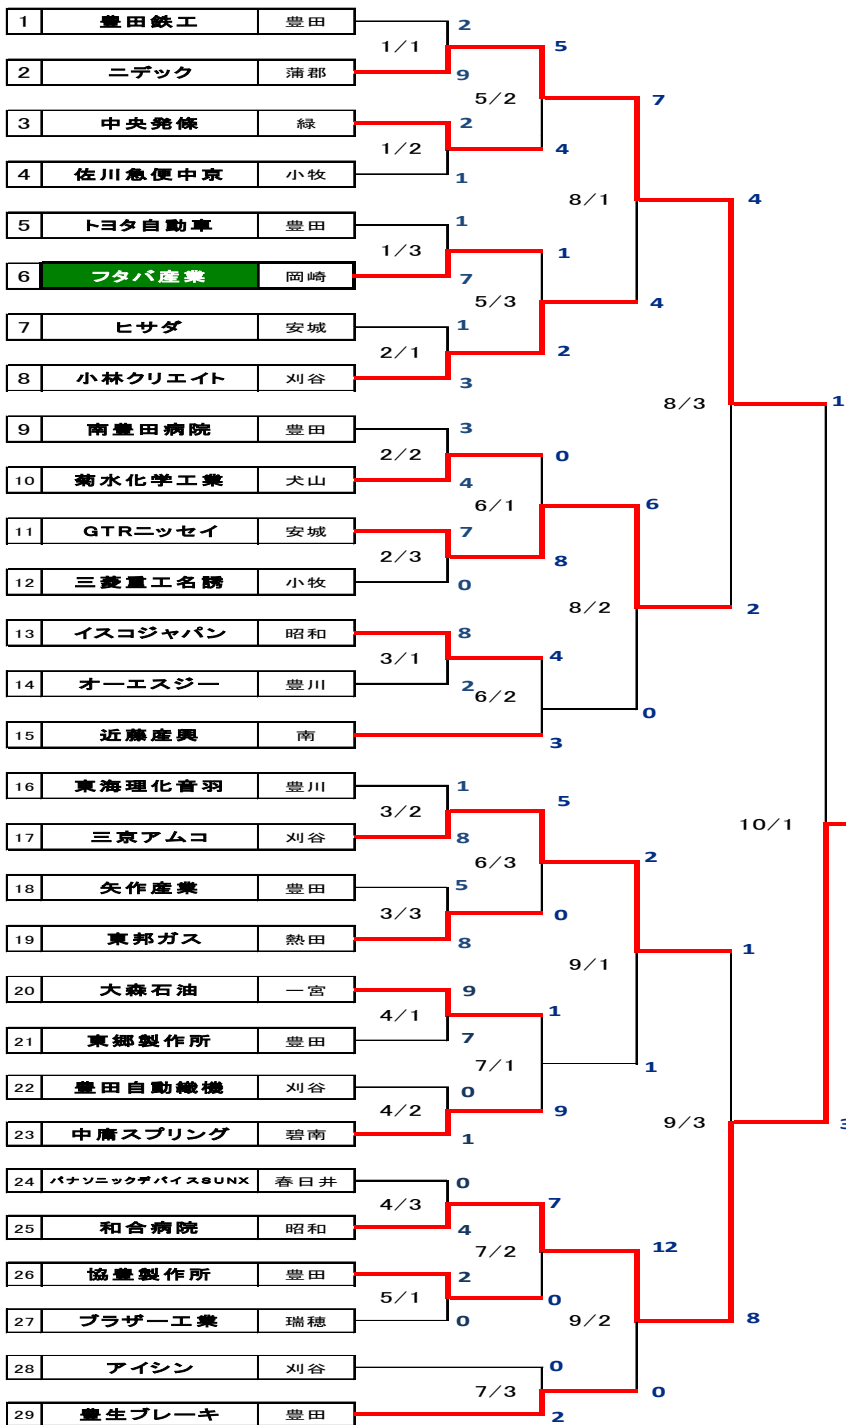 1 豊田鉄工 豊田 2
1/1 5
2 ニデック 蒲郡 9
5/2 7
3 中央発條 緑 2
1/2 4
4 佐川急便中京 小牧 1
8/1 4
5 トヨタ自動車 豊田 1
1/3 1
6 フタバ産業 岡崎 7
5/3 4
7 ヒサダ 安城 1
2/1 2
8 小林クリエイト 刈谷 3
8/3 1
9 南豊田病院 豊田 3
2/2 0
10 菊水化学工業 犬山 4
6/1 6
11 GTRニッセイ 安城 7
2/3 8
12 三菱重工名誘 小牧 0
8/2 2
13 イスコジャパン 昭和 8
3/1 4
14 オーエスジー 豊川 2
6/2 0
15 近藤産興 南 3
16 東海理化音羽 豊川 1
3/2 5
10/1
17 三京アムコ 刈谷 8
6/3 2
18 矢作産業 豊田 5
3/3 0
19 東邦ガス 熱田 8
9/1 1
20 大森石油 一宮 9
4/1 1
21 東郷製作所 豊田 7
7/1 1
22 豊田自動織機 刈谷 0
4/2 9
9/3 3
23 中庸スプリング 碧南 1
24 パナソニックデバイスSUNX 春日井 0
4/3 7
25 和合病院 昭和 4
7/2 12
26 協豊製作所 豊田 2
5/1 0
27 ブラザー工業 瑞穂 0
9/2 8
28 アイシン 刈谷 0
7/3 0
29 豊生ブレーキ 豊田 2